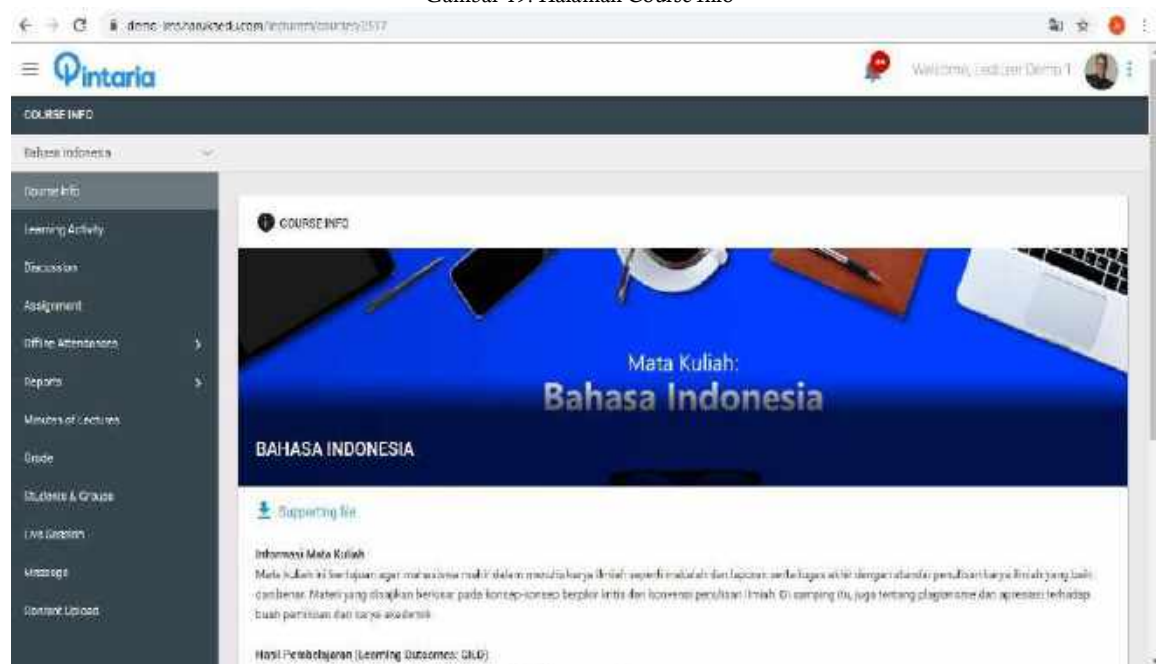 Gambar 19. Halaman Course Info
Pintaria
Welcome, Lecturer Demo 1
COURSE INFO
Bahasa Indonesia
Course Info
Learning Activity
Discussion
Assignment
Offline Attendances
Reports
Minutes of Lectures
Grade
Students & Groups
Live Session
Message
Content Upload
COURSE INFO
Mata Kuliah:
Bahasa Indonesia
BAHASA INDONESIA
Supporting file
Informasi Mata Kuliah
Mata kuliah ini bertujuan agar mahasiswa mahir dalam menulis karya ilmiah seperti makalah dan laporan serta tugas akhir dengan standar penulisan karya ilmiah yang baik
dan benar. Materi yang disajikan berkisar pada konsep-konsep berpikir kritis dan konvensi penulisan ilmiah. Di samping itu, juga tentang plagiarisme dan apresiasi terhadap
buah pemikiran dan karya akademik
Hasil Pembelajaran (Learning Outcomes: